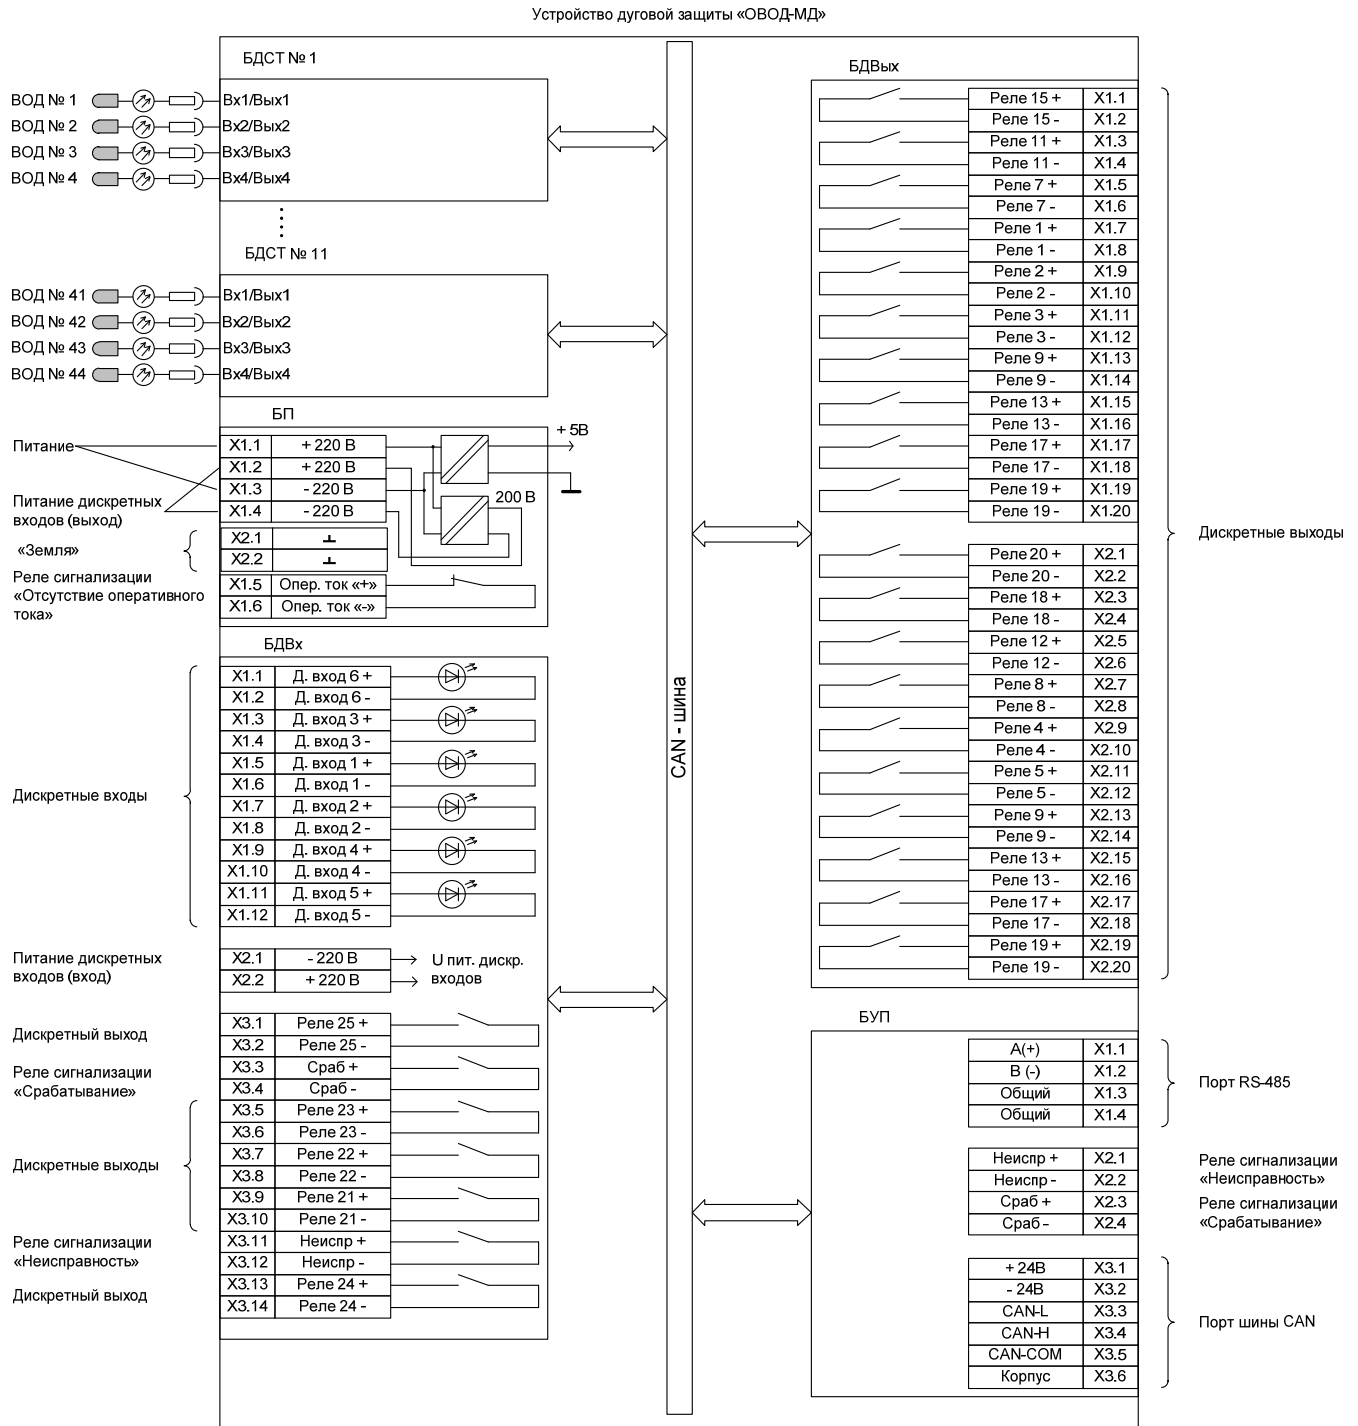 Устройство дуговой защиты «ОВОД-МД»
БДСТ № 1
ВОД № 1 Вх1/Вых1
ВОД № 2 Вх2/Вых2
ВОД № 3 Вх3/Вых3
ВОД № 4 Вх4/Вых4
БДСТ № 11
ВОД № 41 Вх1/Вых1
ВОД № 42 Вх2/Вых2
ВОД № 43 Вх3/Вых3
ВОД № 44 Вх4/Вых4
БП
Питание
Питание дискретных
входов (выход)
«Земля»
Реле сигнализации
«Отсутствие оперативного
тока»
X1.1 + 220 В
X1.2 + 220 В
X1.3 - 220 В
X1.4 - 220 В
X2.1
X2.2
X1.5 Опер. ток «+»
X1.6 Опер. ток «-»
+ 5В
200 В
БДВх
Дискретные входы
X1.1 Д. вход 6 +
X1.2 Д. вход 6 -
X1.3 Д. вход 3 +
X1.4 Д. вход 3 -
X1.5 Д. вход 1 +
X1.6 Д. вход 1 -
X1.7 Д. вход 2 +
X1.8 Д. вход 2 -
X1.9 Д. вход 4 +
X1.10 Д. вход 4 -
X1.11 Д. вход 5 +
X1.12 Д. вход 5 -
Питание дискретных
входов (вход)
X2.1 - 220 В
X2.2 + 220 В
U пит. дискр.
входов
Дискретный выход
Реле сигнализации
«Срабатывание»
Дискретные выходы
Реле сигнализации
«Неисправность»
Дискретный выход
X3.1 Реле 25 +
X3.2 Реле 25 -
X3.3 Сраб +
X3.4 Сраб -
X3.5 Реле 23 +
X3.6 Реле 23 -
X3.7 Реле 22 +
X3.8 Реле 22 -
X3.9 Реле 21 +
X3.10 Реле 21 -
X3.11 Неиспр +
X3.12 Неиспр -
X3.13 Реле 24 +
X3.14 Реле 24 -
CAN - шина
БДВых
Реле 15 + X1.1
Реле 15 - X1.2
Реле 11 + X1.3
Реле 11 - X1.4
Реле 7 + X1.5
Реле 7 - X1.6
Реле 1 + X1.7
Реле 1 - X1.8
Реле 2 + X1.9
Реле 2 - X1.10
Реле 3 + X1.11
Реле 3 - X1.12
Реле 9 + X1.13
Реле 9 - X1.14
Реле 13 + X1.15
Реле 13 - X1.16
Реле 17 + X1.17
Реле 17 - X1.18
Реле 19 + X1.19
Реле 19 - X1.20
Реле 20 + X2.1
Реле 20 - X2.2
Реле 18 + X2.3
Реле 18 - X2.4
Реле 12 + X2.5
Реле 12 - X2.6
Реле 8 + X2.7
Реле 8 - X2.8
Реле 4 + X2.9
Реле 4 - X2.10
Реле 5 + X2.11
Реле 5 - X2.12
Реле 9 + X2.13
Реле 9 - X2.14
Реле 13 + X2.15
Реле 13 - X2.16
Реле 17 + X2.17
Реле 17 - X2.18
Реле 19 + X2.19
Реле 19 - X2.20
Дискретные выходы
БУП
A(+) X1.1
B (-) X1.2
Общий X1.3
Общий X1.4
Порт RS-485
Неиспр + X2.1
Неиспр - X2.2
Сраб + X2.3
Сраб - X2.4
Реле сигнализации
«Неисправность»
Реле сигнализации
«Срабатывание»
+ 24В X3.1
- 24В X3.2
CAN-L X3.3
CAN-H X3.4
CAN-COM X3.5
Корпус X3.6
Порт шины CAN